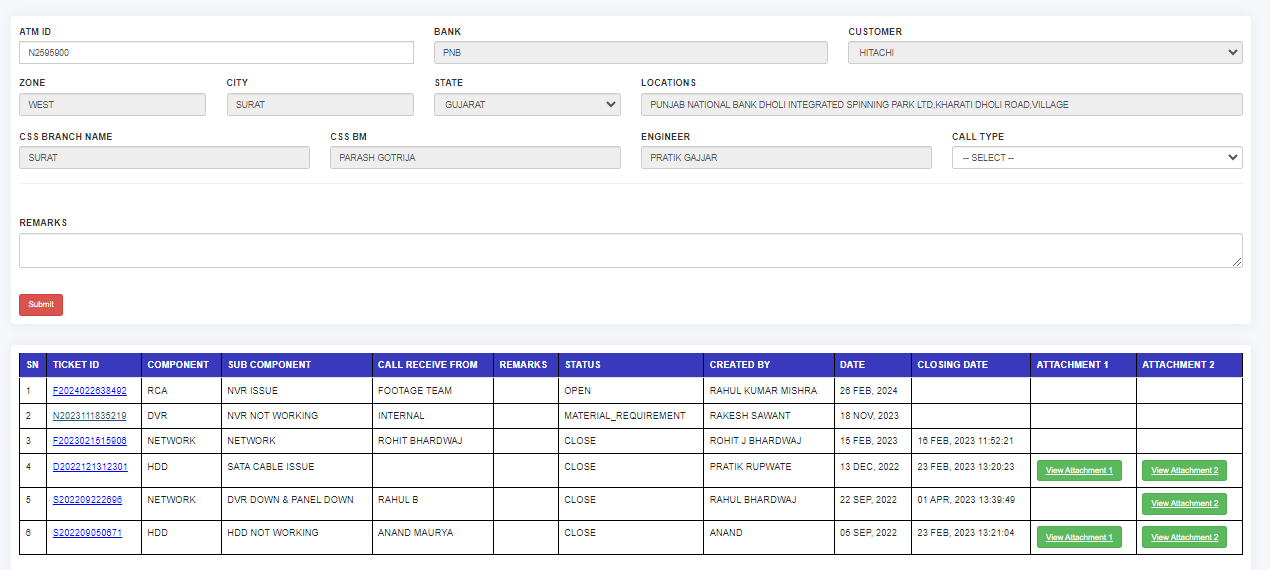 ATM ID BANK CUSTOMER
N2595900 PNB HITACHI
ZONE CITY STATE LOCATIONS
WEST SURAT GUJARAT PUNJAB NATIONAL BANK DHOLI INTEGRATED SPINNING PARK LTD,KHARATI DHOLI ROAD,VILLAGE
CSS BRANCH NAME CSS BM ENGINEER CALL TYPE
SURAT PARASH GOTRIJA PRATIK GAJJAR -- SELECT --
REMARKS
Submit
SN TICKET ID COMPONENT SUB COMPONENT CALL RECEIVE FROM REMARKS STATUS CREATED BY DATE CLOSING DATE ATTACHMENT 1 ATTACHMENT 2
1 F2024022638492 RCA NVR ISSUE FOOTAGE TEAM OPEN RAHUL KUMAR MISHRA 26 FEB, 2024
2 N2023111835219 DVR NVR NOT WORKING INTERNAL MATERIAL_REQUIREMENT RAKESH SAWANT 18 NOV, 2023
3 F2023021515906 NETWORK NETWORK ROHIT BHARDWAJ CLOSE ROHIT J BHARDWAJ 15 FEB, 2023 16 FEB, 2023 11:52:21
4 D2022121312301 HDD SATA CABLE ISSUE CLOSE PRATIK RUPWATE 13 DEC, 2022 23 FEB, 2023 13:20:23 View Attachment 1 View Attachment 2
5 S202209222696 NETWORK DVR DOWN & PANEL DOWN RAHUL B CLOSE RAHUL BHARDWAJ 22 SEP, 2022 01 APR, 2023 13:39:49 View Attachment 2
6 S202209050671 HDD HDD NOT WORKING ANAND MAURYA CLOSE ANAND 05 SEP, 2022 23 FEB, 2023 13:21:04 View Attachment 1 View Attachment 2